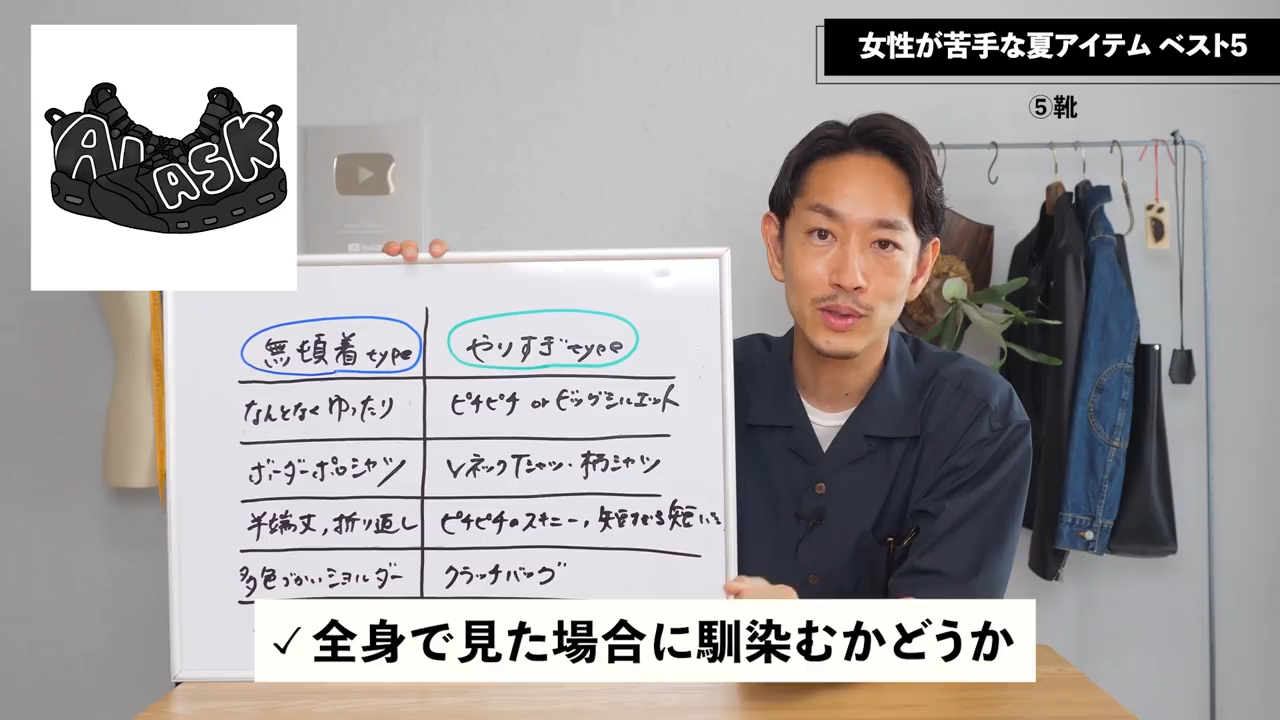 女性が苦手な夏アイテム ベスト5
⑤靴
AL
ASK
無頓着type
やりすぎtype
なんとなくゆったり
ピチピチ or ビッグシルエット
ボーダーポロシャツ
VネックTシャツ・柄シャツ
半端丈,折り返し
ピチピチのスキニー,短すぎる短パン
多色づかいショルダー
クラッチバッグ
✓全身で見た場合に馴染むかどうか